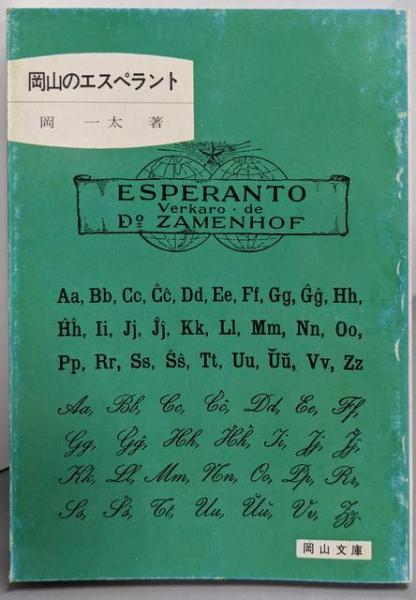 岡山のエスペラント
岡 一太 著
ESPERANTO
Verkaro · de
Dº ZAMENHOF
Aa, Bb, Cc, Ĉĉ, Dd, Ee, Ff, Gg, Ĝĝ, Hh,
Ĥĥ, Ii, Jj, Ĵĵ, Kk, Ll, Mm, Nn, Oo,
Pp, Rr, Ss, Ŝŝ, Tt, Uu, Ŭŭ, Vv, Zz
Aa, Bb, Cc, Ĉĉ, Dd, Ee, Ff,
Gg, Ĝĝ, Hh, Ĥĥ, Ii, Jj, Ĵĵ,
Kk, Ll, Mm, Nn, Oo, Pp, Rr,
Ss, Ŝŝ, Tt, Uu, Ŭŭ, Vv, Zz
岡山文庫